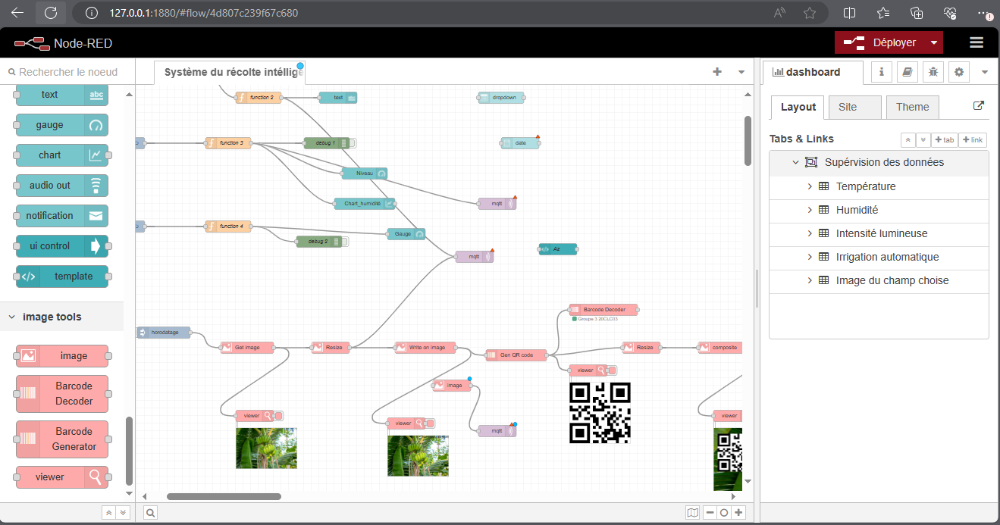 127.0.0.1:1880/#flow/4d807c239f67c680
Node-RED
Déployer
Rechercher le noeud
Système du récolte intéllige
dashboard
text
abc
gauge
chart
audio out
notification
ui control
template
image tools
image
Barcode
Decoder
Barcode
Generator
viewer
function 2
text
dropdown
function 3
debug 1
date
Niveau
Chart_humidité
mqtt
function 4
debug 2
Gauge
mqtt
Az
Barcode Decoder
Groupe 3 20CLC03
horodatage
Get image
Resize
Write on image
Gen QR code
Resize
composite
viewer
image
viewer
viewer
mqtt
viewer
Layout
Site
Theme
Tabs & Links
tab
link
Supérvision des données
Température
Humidité
Intensité lumineuse
Irrigation automatique
Image du champ choise